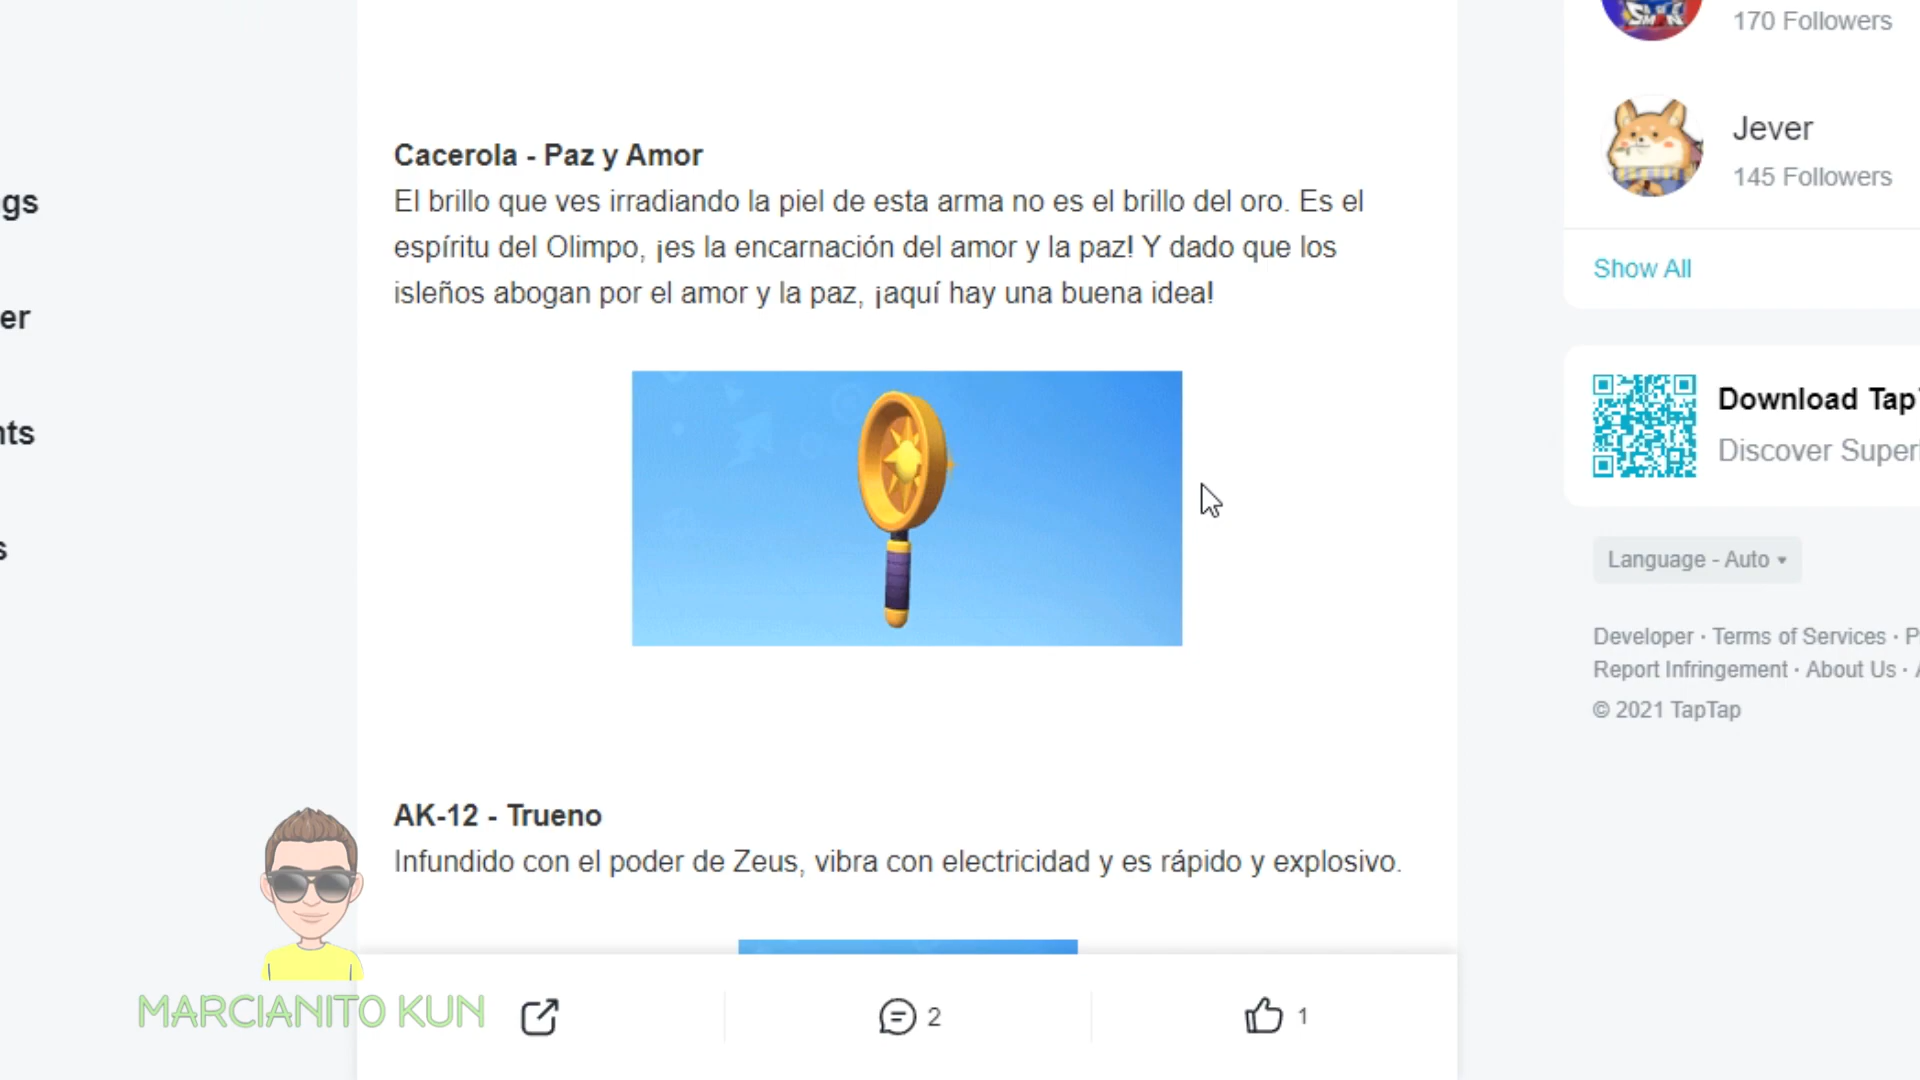 170 Followers
Jever
145 Followers
Show All
Cacerola - Paz y Amor
El brillo que ves irradiando la piel de esta arma no es el brillo del oro. Es el
espíritu del Olimpo, ¡es la encarnación del amor y la paz! Y dado que los
isleños abogan por el amor y la paz, ¡aquí hay una buena idea!
gs
er
nts
s
Download Tap
Discover Super
Language - Auto
Developer · Terms of Services · P
Report Infringement · About Us ·
© 2021 TapTap
AK-12 - Trueno
Infundido con el poder de Zeus, vibra con electricidad y es rápido y explosivo.
MARCIANITO KUN
2
1